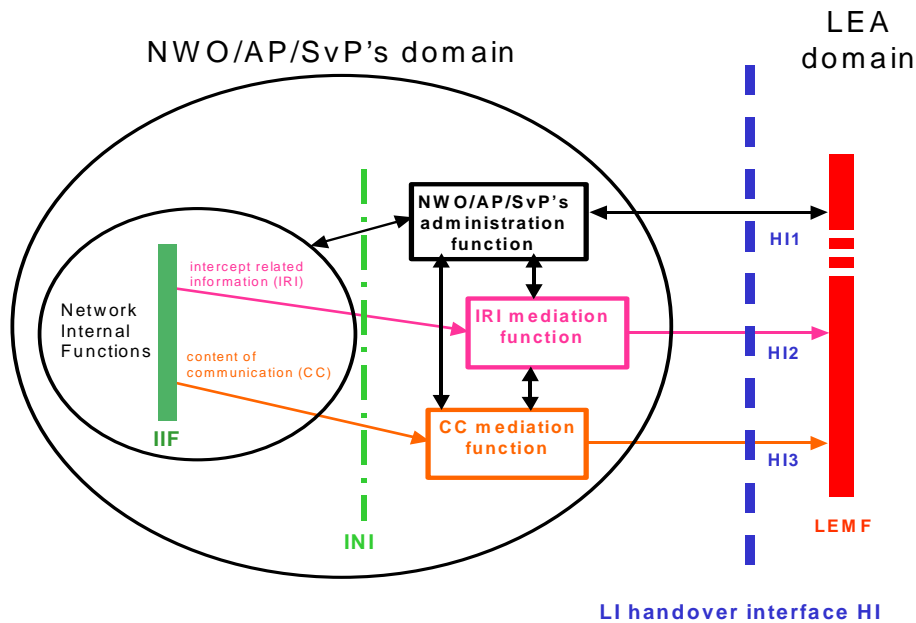 LEA
domain
NWO/AP/SvP's domain
NWO/AP/SvP's
administration
function
HI1
intercept related
information (IRI)
Network
Internal
Functions
IRI mediation
function
HI2
content of
communication (CC)
CC mediation
function
IIF
HI3
INI
LEMF
LI handover interface HI